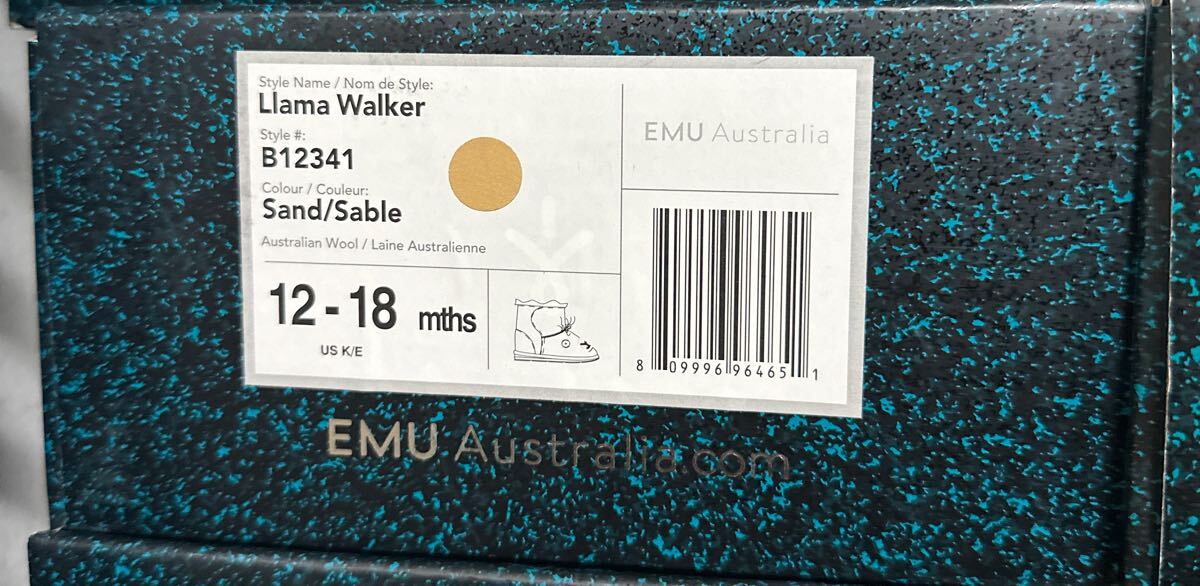 Style Name / Nom de Style:
Llama Walker
Style #:
B12341
Colour / Couleur:
Sand/Sable
Australian Wool / Laine Australienne
12 - 18 mths
US K/E
EMU Australia
8 09996 96465 1
EMU Australia.com